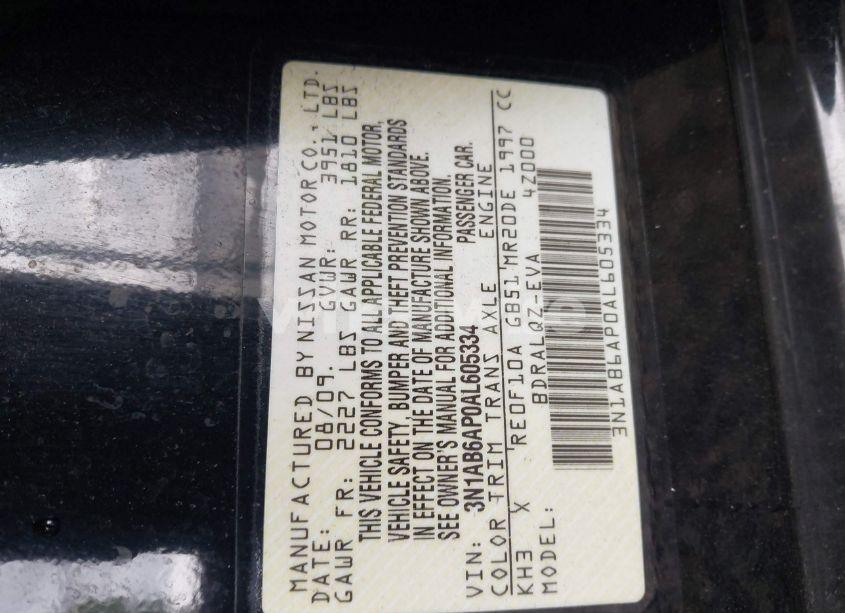 MANUFACTURED BY NISSAN MOTOR CO., LTD.
DATE: 08/09. GVWR: 3951 LBS
GAWR FR: 2227 LBS GAWR RR: 1810 LBS
THIS VEHICLE CONFORMS TO ALL APPLICABLE FEDERAL MOTOR,
VEHICLE SAFETY, BUMPER AND THEFT PREVENTION STANDARDS
IN EFFECT ON THE DATE OF MANUFACTURE SHOWN ABOVE.
SEE OWNER'S MANUAL FOR ADDITIONAL INFORMATION.
VIN: 3N1AB6AP0AL605334 PASSENGER CAR.
COLOR TRIM TRANS AXLE ENGINE
KH3 X RE0F10A GB51 MR20DE 1997 CC
MODEL: BDRALQZ-EVA 4Z000
3N1AB6AP0AL605334